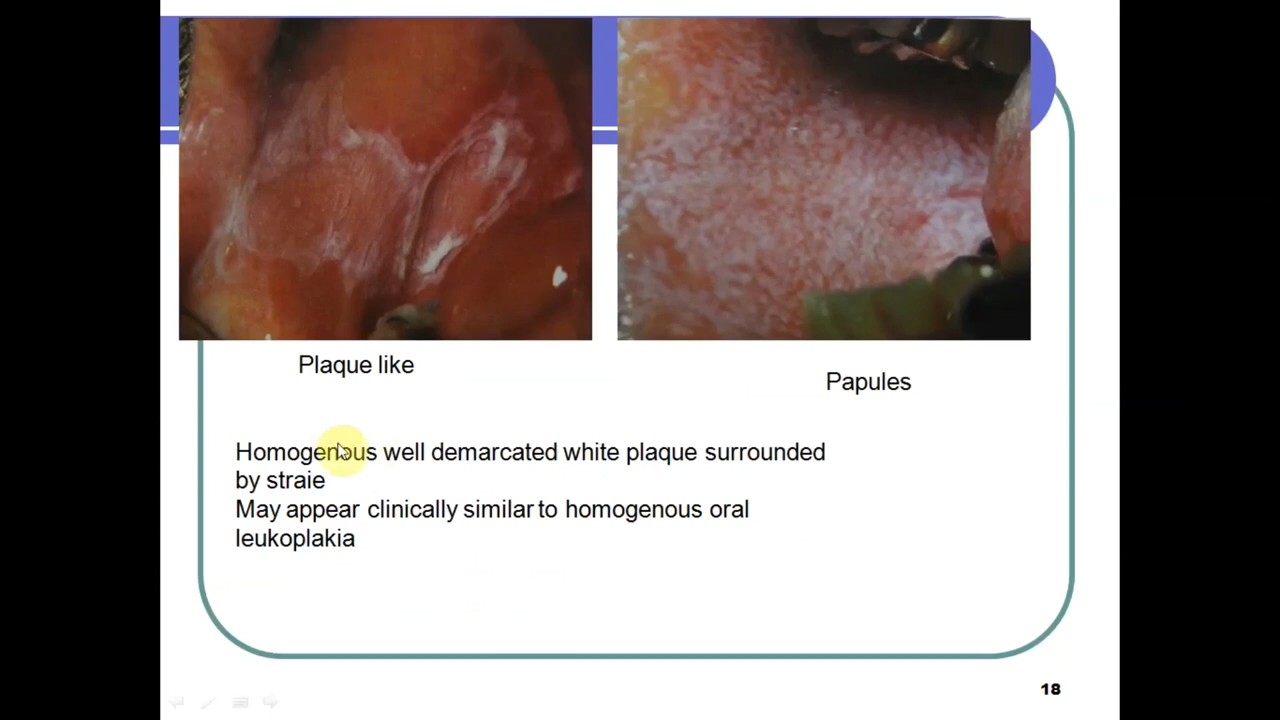 Plaque like
Papules
Homogenous well demarcated white plaque surrounded
by straie
May appear clinically similar to homogenous oral
leukoplakia
18